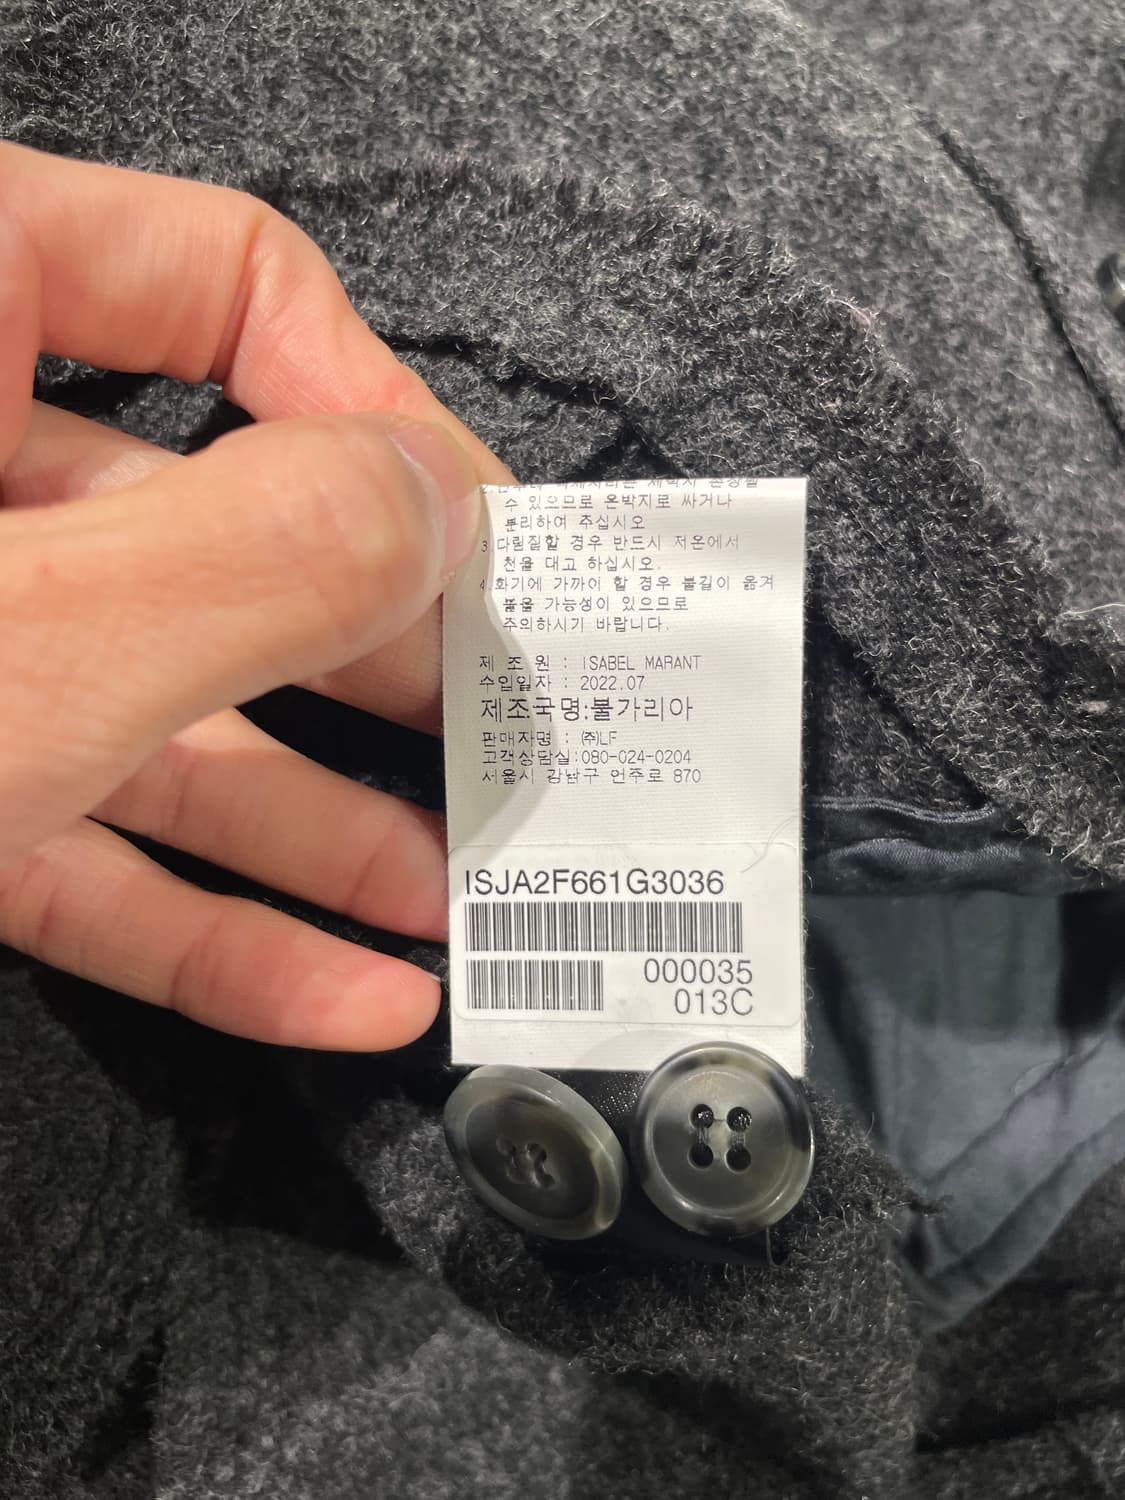 수 있으므로 은박지로 싸거나
분리하여 주십시오
3.다림질할 경우 반드시 저온에서
천을 대고 하십시오.
4.화기에 가까이 할 경우 불길이 옮겨
붙을 가능성이 있으므로
주의하시기 바랍니다.
제 조 원 : ISABEL MARANT
수입일자 : 2022.07
제조국명:불가리아
판매자명 : ㈜LF
고객상담실:080-024-0204
서울시 강남구 언주로 870
ISJA2F661G3036
000035
013C